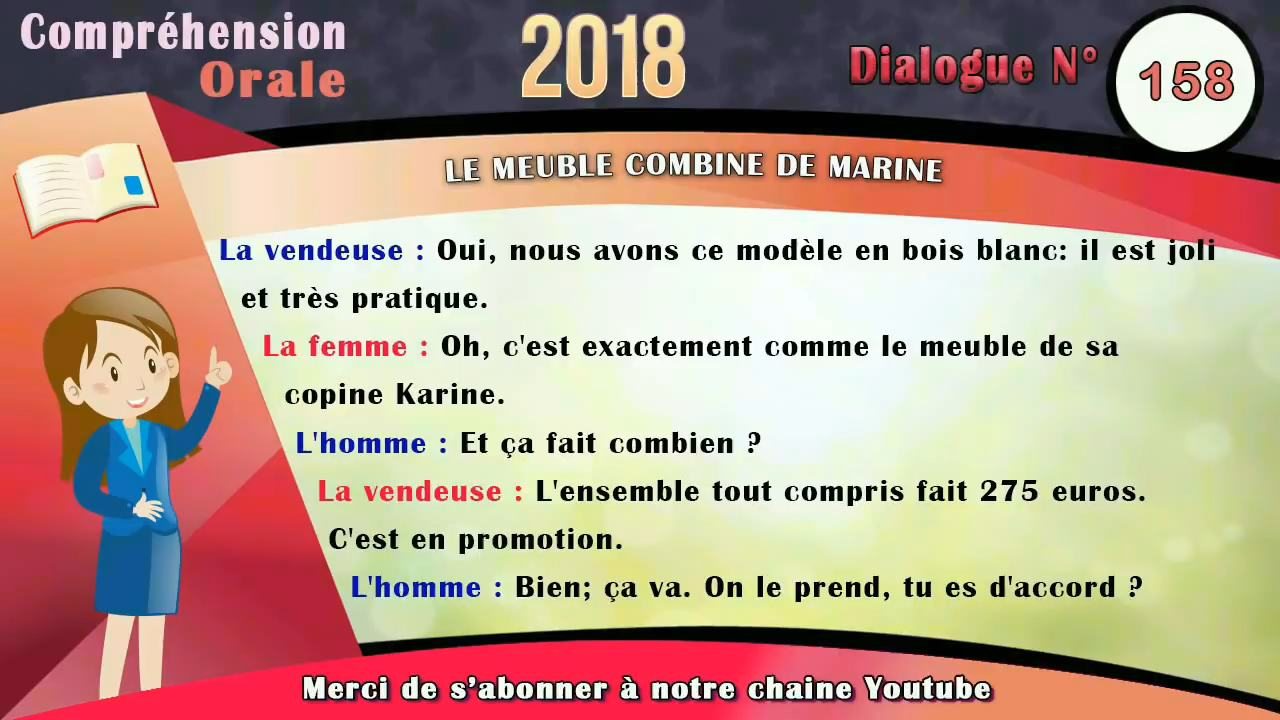 Compréhension
Orale
2018
Dialogue N°
158
LE MEUBLE COMBINE DE MARINE
La vendeuse : Oui, nous avons ce modèle en bois blanc: il est joli
et très pratique.
La femme : Oh, c'est exactement comme le meuble de sa
copine Karine.
L'homme : Et ça fait combien ?
La vendeuse : L'ensemble tout compris fait 275 euros.
C'est en promotion.
L'homme : Bien; ça va. On le prend, tu es d'accord ?
Merci de s’abonner à notre chaine Youtube